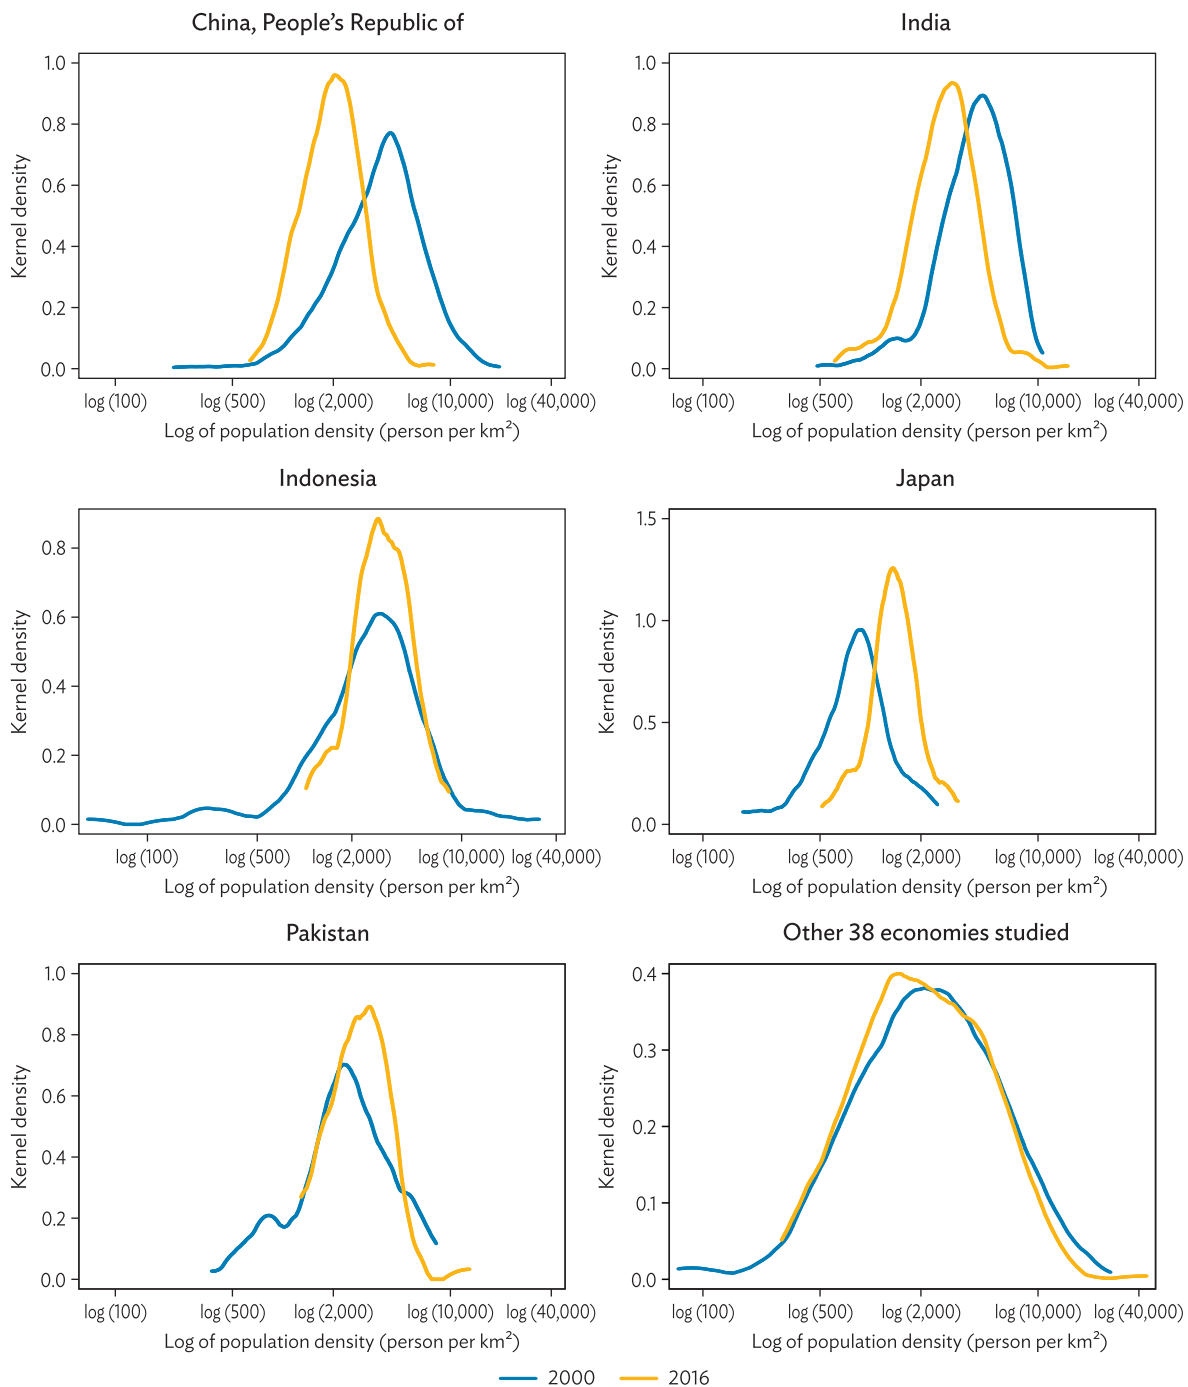 China, People's Republic of
1.0
0.8
0.6
0.4
0.2
0.0
Kernel density
log (100) log (500) log (2,000) log (10,000) log (40,000)
Log of population density (person per km²)
India
1.0
0.8
0.6
0.4
0.2
0.0
Kernel density
log (100) log (500) log (2,000) log (10,000) log (40,000)
Log of population density (person per km²)
Indonesia
0.8
0.6
0.4
0.2
0.0
Kernel density
log (100) log (500) log (2,000) log (10,000) log (40,000)
Log of population density (person per km²)
Japan
1.5
1.0
0.5
0.0
Kernel density
log (100) log (500) log (2,000) log (10,000) log (40,000)
Log of population density (person per km²)
Pakistan
1.0
0.8
0.6
0.4
0.2
0.0
Kernel density
log (100) log (500) log (2,000) log (10,000) log (40,000)
Log of population density (person per km²)
Other 38 economies studied
0.4
0.3
0.2
0.1
0.0
Kernel density
log (100) log (500) log (2,000) log (10,000) log (40,000)
Log of population density (person per km²)
2000 2016